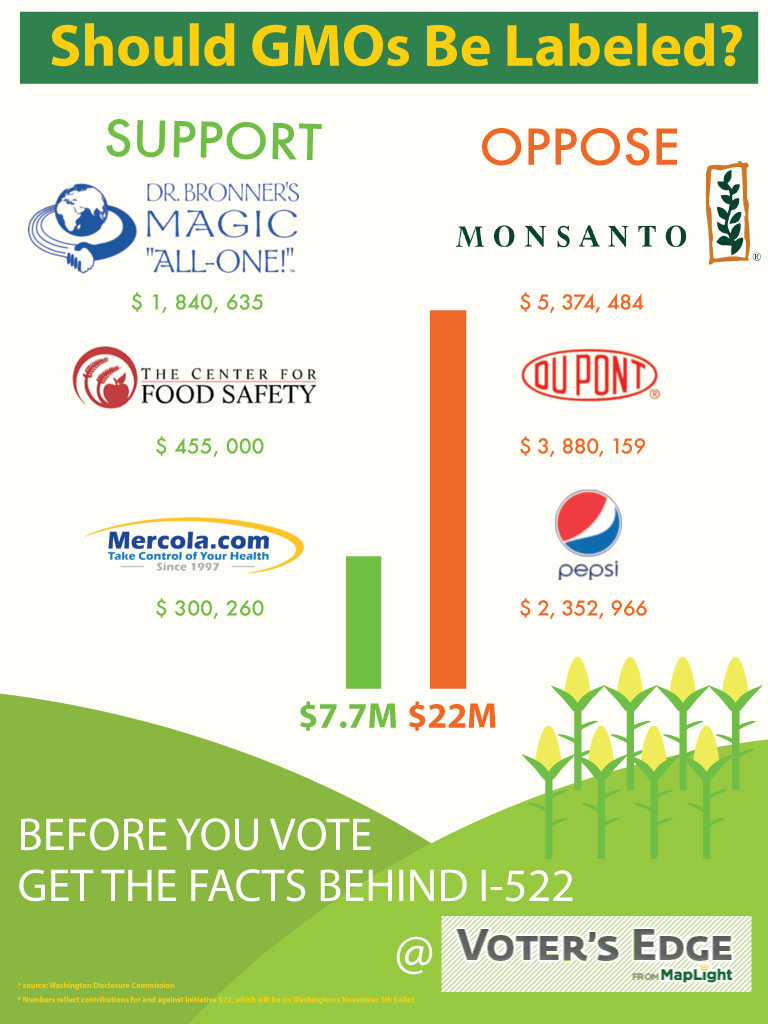 Should GMOs Be Labeled?
SUPPORT
DR. BRONNER'S
MAGIC
"ALL-ONE!"™
$ 1, 840, 635
THE CENTER FOR
FOOD SAFETY
$ 455, 000
Mercola.com
Take Control of Your Health
Since 1997
$ 300, 260
OPPOSE
MONSANTO ®
$ 5, 374, 484
DU PONT ®
$ 3, 880, 159
pepsi
$ 2, 352, 966
$7.7M $22M
BEFORE YOU VOTE
GET THE FACTS BEHIND I-522
@ VOTER'S EDGE
FROM MapLight
* source: Washington Disclosure Commission
* Numbers reflect contributions for and against Initiative 522, which will be on Washington's November 5th ballot